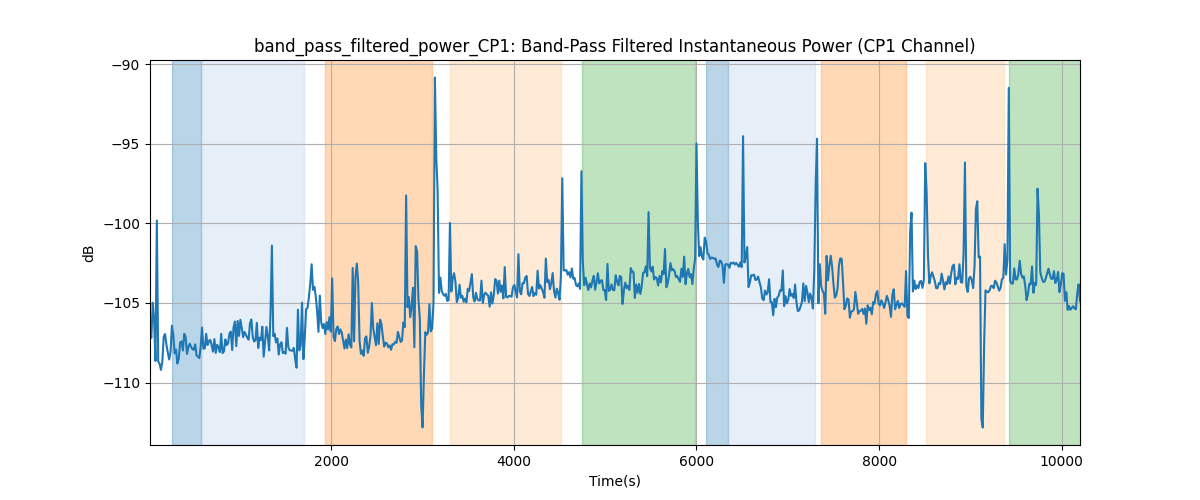 band_pass_filtered_power_CP1: Band-Pass Filtered Instantaneous Power (CP1 Channel)
−90
−95
−100
−105
−110
dB
2000 4000 6000 8000 10000
Time(s)